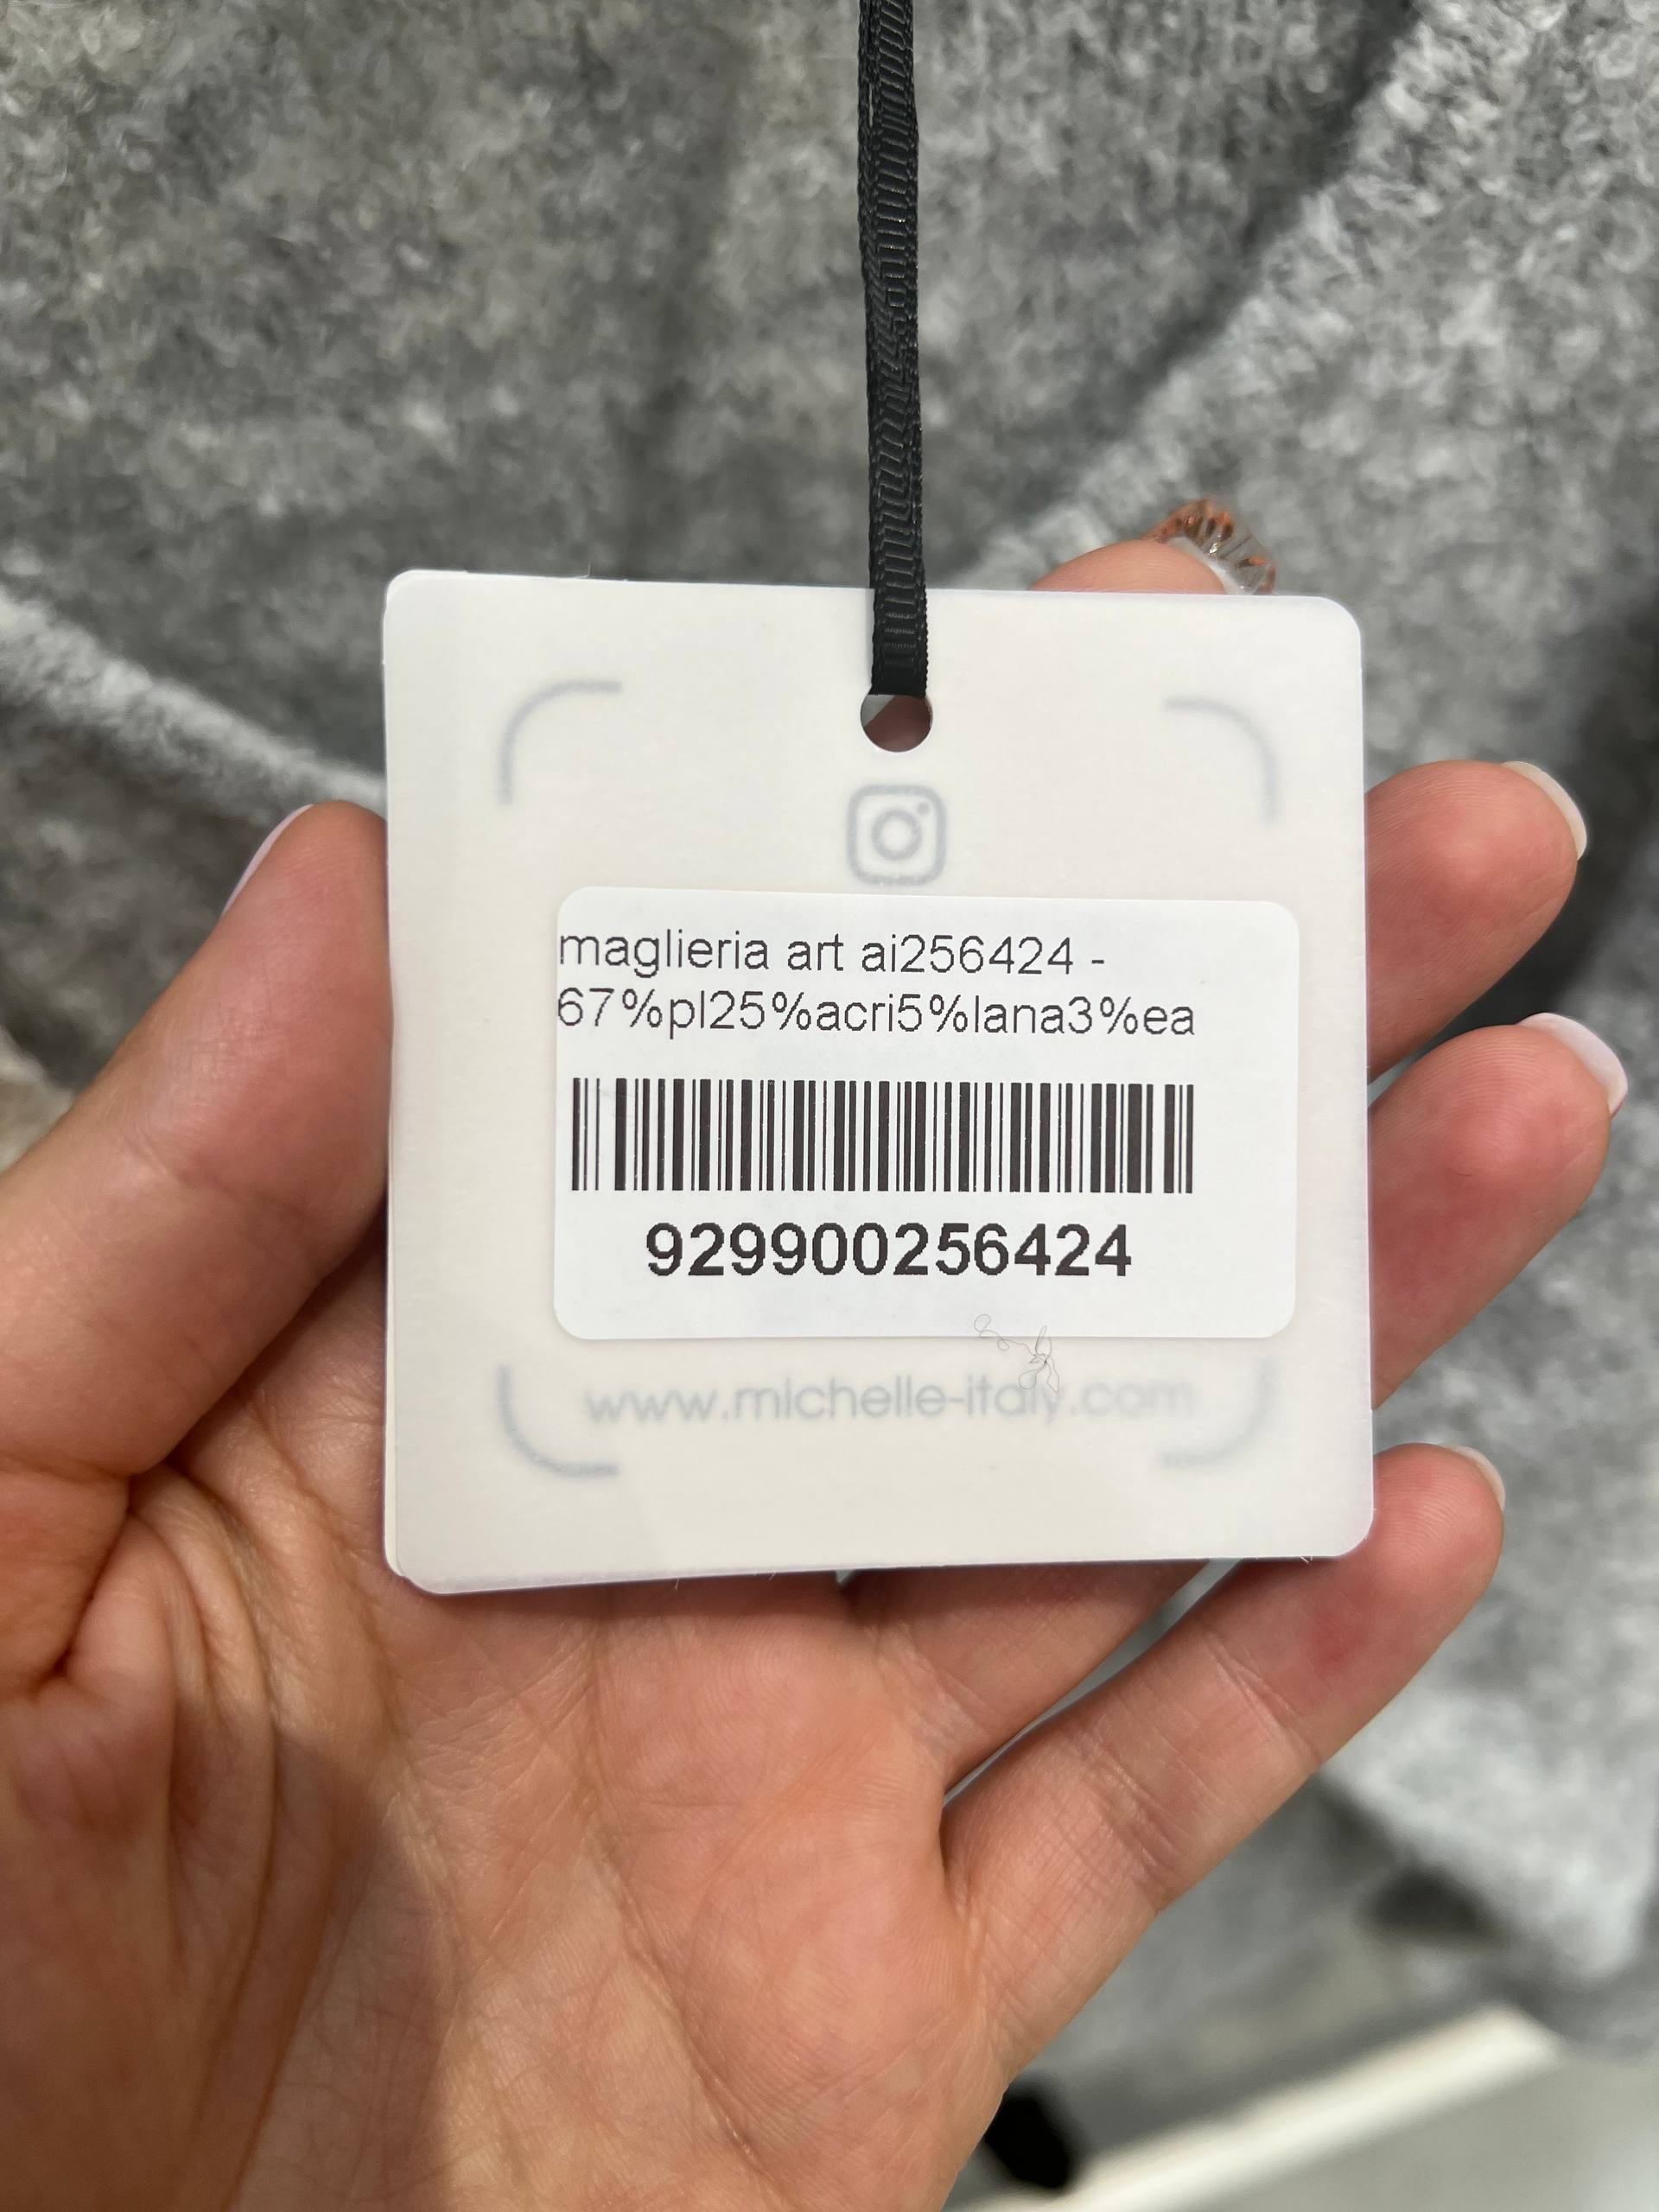 maglieria art ai256424 -
67%pl25%acri5%lana3%ea
929900256424
www.michelle-italy.com